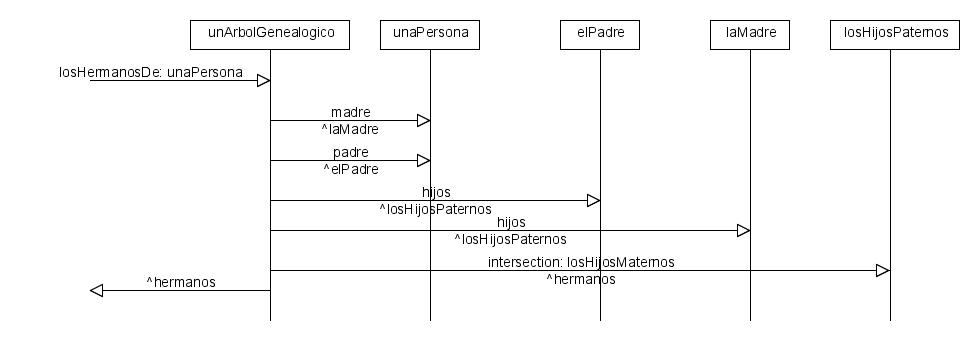 unArbolGenealogico
unaPersona
elPadre
laMadre
losHijosPaternos
losHermanosDe: unaPersona
madre
^laMadre
padre
^elPadre
hijos
^losHijosPaternos
hijos
^losHijosPaternos
intersection: losHijosMaternos
^hermanos
^hermanos